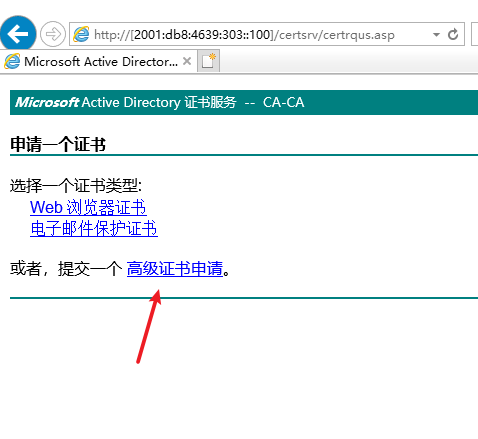 http://[2001:db8:4639:303::100]/certsrv/certrqus.asp
Microsoft Active Director...
Microsoft Active Directory 证书服务 -- CA-CA
申请一个证书
选择一个证书类型:
Web 浏览器证书
电子邮件保护证书
或者，提交一个 高级证书申请。